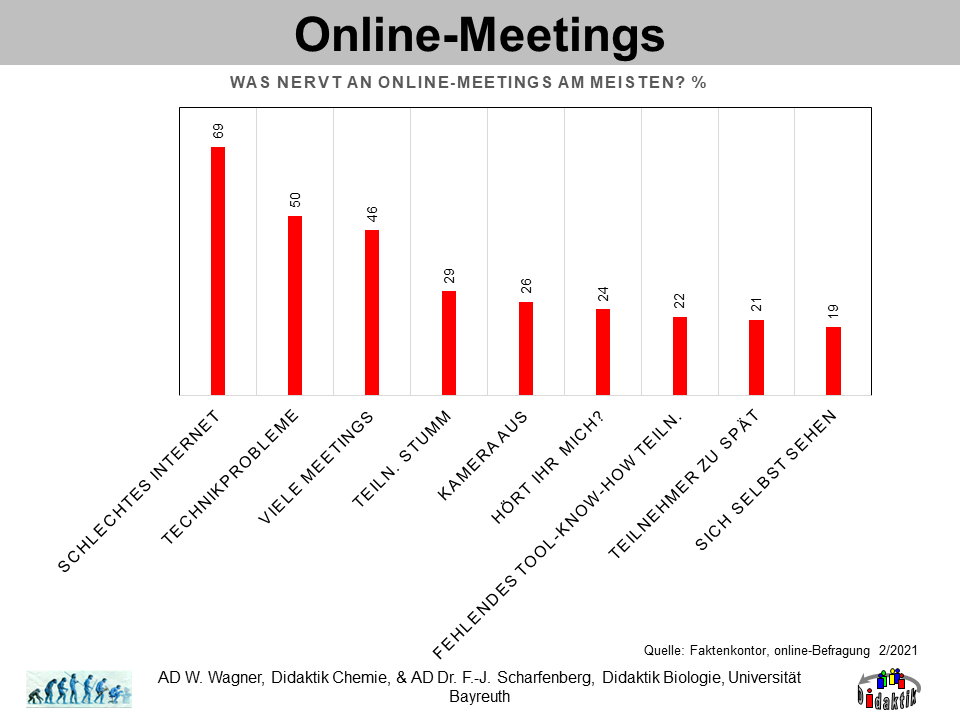 Online-Meetings
WAS NERVT AN ONLINE-MEETINGS AM MEISTEN? %
69
50
46
29
26
24
22
21
19
SCHLECHTES INTERNET
TECHNIKPROBLEME
VIELE MEETINGS
TEILN. STUMM
KAMERA AUS
HÖRT IHR MICH?
FEHLENDES TOOL-KNOW-HOW TEILN.
TEILNEHMER ZU SPÄT
SICH SELBST SEHEN
Quelle: Faktenkontor, online-Befragung 2/2021
AD W. Wagner, Didaktik Chemie, & AD Dr. F.-J. Scharfenberg, Didaktik Biologie, Universität
Bayreuth
Didaktik